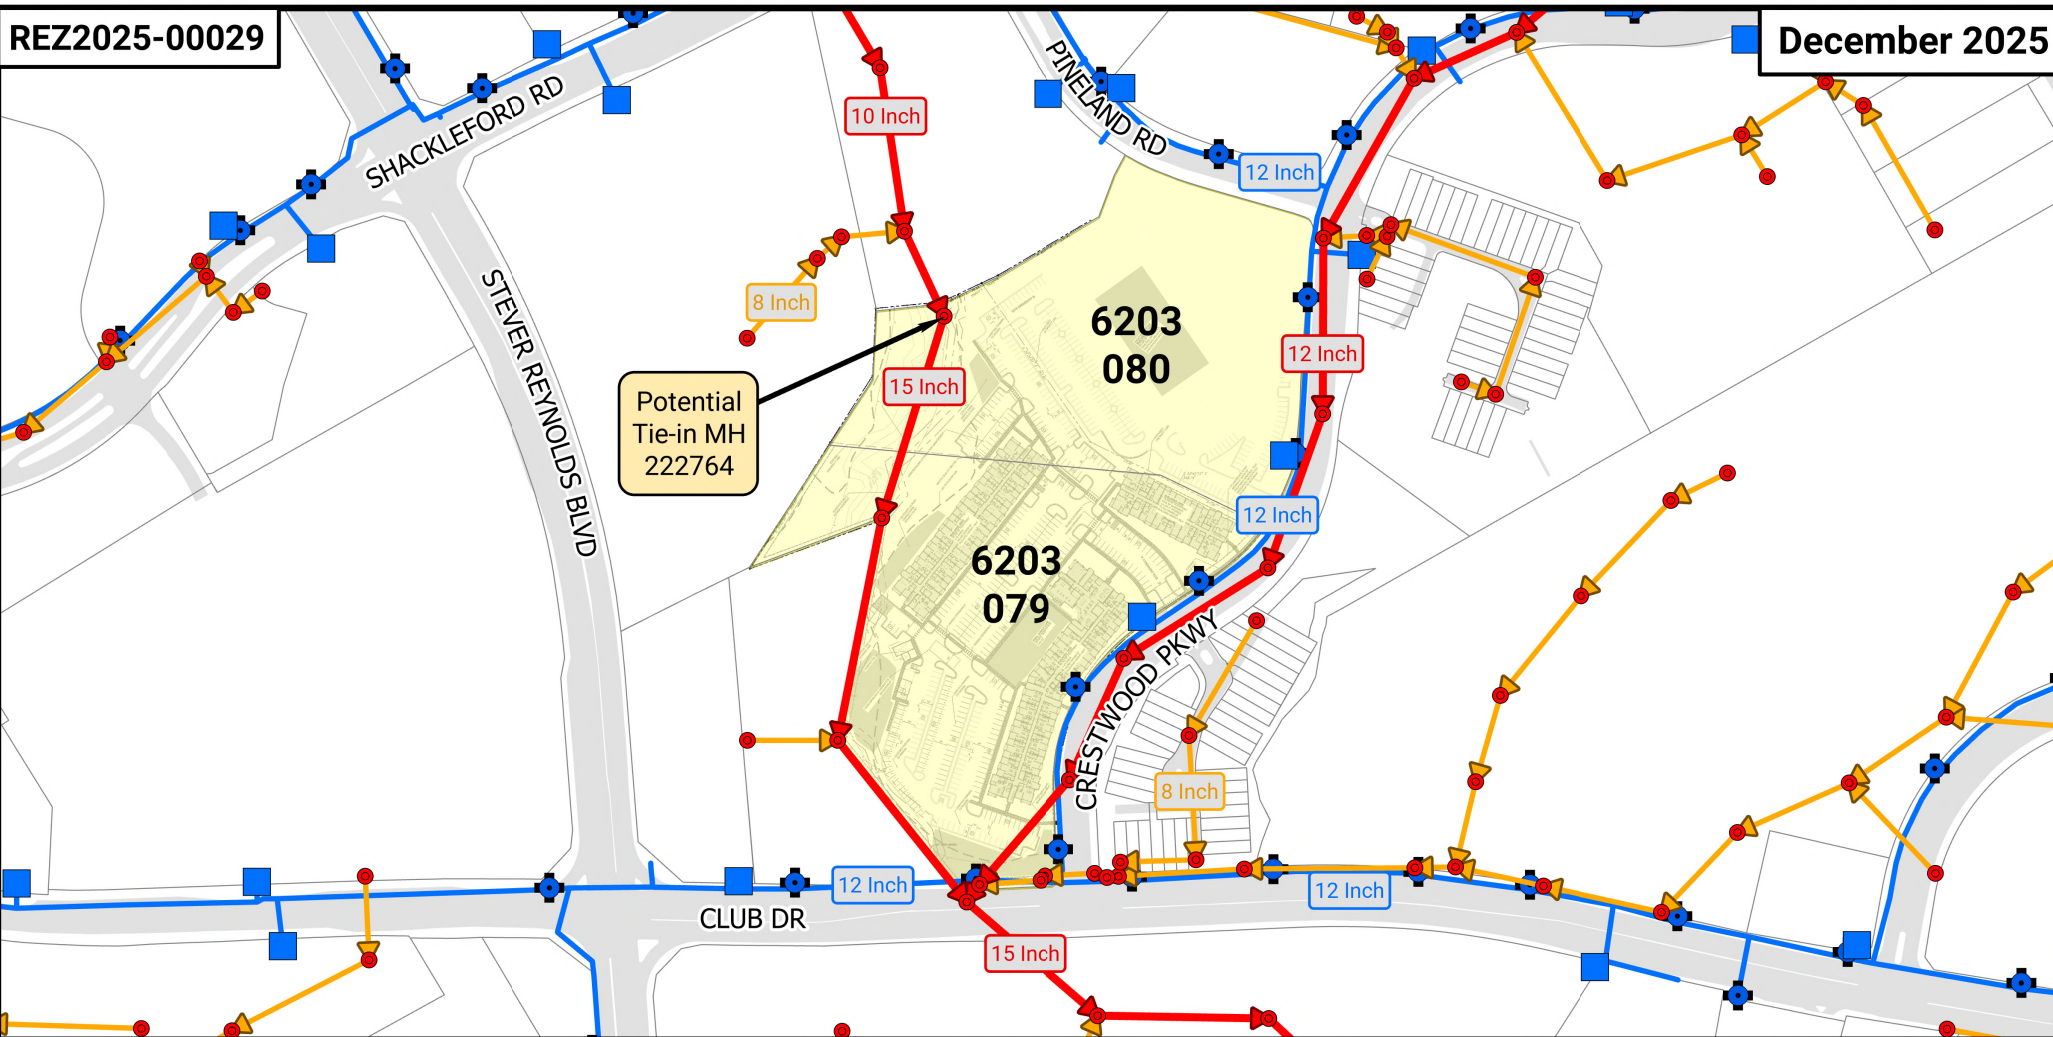 REZ2025-00029
December 2025
SHACKLEFORD RD
PINELAND RD
10 Inch
12 Inch
8 Inch
6203
080
12 Inch
15 Inch
Potential
Tie-in MH
222764
STEVER REYNOLDS BLVD
12 Inch
6203
079
CRESTWOOD PKWY
8 Inch
12 Inch
12 Inch
CLUB DR
15 Inch